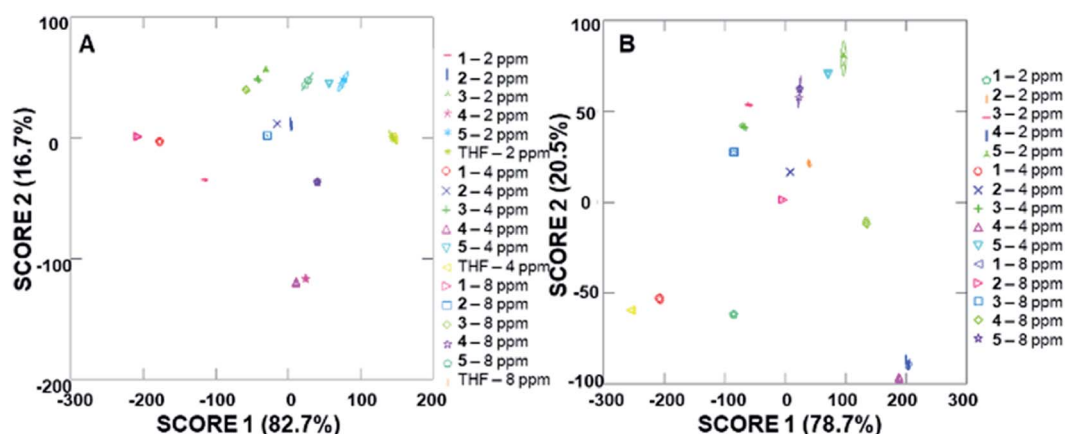 A
100
0
-100
-200
-300
-200
-100
0
100
200
SCORE 2 (16.7%)
SCORE 1 (82.7%)
1 – 2 ppm
2 – 2 ppm
3 – 2 ppm
4 – 2 ppm
5 – 2 ppm
THF – 2 ppm
1 – 4 ppm
2 – 4 ppm
3 – 4 ppm
4 – 4 ppm
5 – 4 ppm
THF – 4 ppm
1 – 8 ppm
2 – 8 ppm
3 – 8 ppm
4 – 8 ppm
5 – 8 ppm
THF – 8 ppm
B
100
50
0
-50
-100
-300
-200
-100
0
100
200
300
SCORE 2 (20.5%)
SCORE 1 (78.7%)
1 – 2 ppm
2 – 2 ppm
3 – 2 ppm
4 – 2 ppm
5 – 2 ppm
1 – 4 ppm
2 – 4 ppm
3 – 4 ppm
4 – 4 ppm
5 – 4 ppm
1 – 8 ppm
2 – 8 ppm
3 – 8 ppm
4 – 8 ppm
5 – 8 ppm